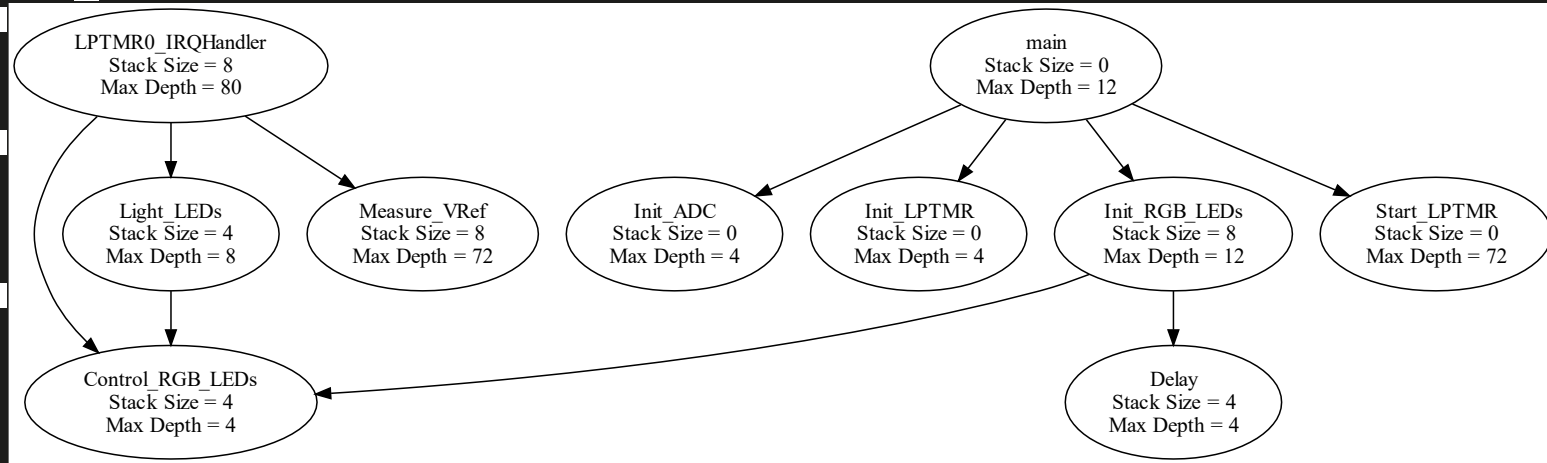 LPTMR0_IRQHandler
Stack Size = 8
Max Depth = 80
main
Stack Size = 0
Max Depth = 12
Light_LEDs
Stack Size = 4
Max Depth = 8
Measure_VRef
Stack Size = 8
Max Depth = 72
Init_ADC
Stack Size = 0
Max Depth = 4
Init_LPTMR
Stack Size = 0
Max Depth = 4
Init_RGB_LEDs
Stack Size = 8
Max Depth = 12
Start_LPTMR
Stack Size = 0
Max Depth = 72
Control_RGB_LEDs
Stack Size = 4
Max Depth = 4
Delay
Stack Size = 4
Max Depth = 4